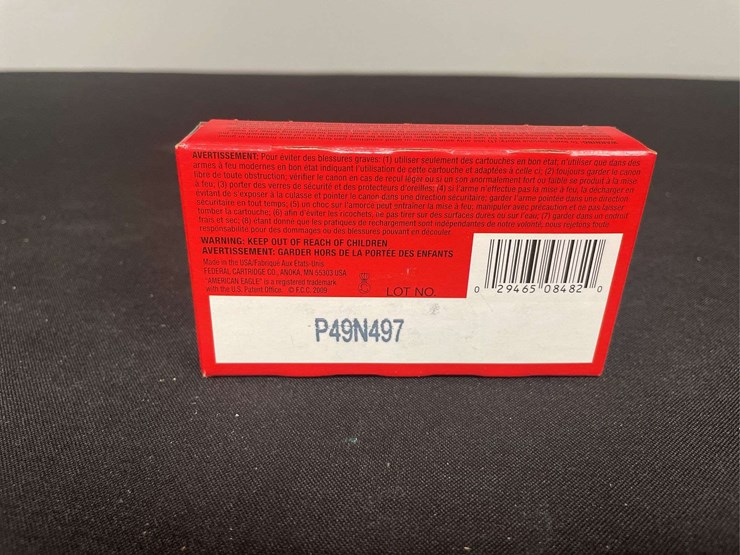 AVERTISSEMENT: Pour éviter des blessures graves: (1) utiliser seulement des cartouches en bon état; n'utiliser que dans des
armes à feu modernes en bon état indiquant l'utilisation de cette cartouche et adaptées à celle ci; (2) toujours garder le canon
libre de toute obstruction; vérifier le canon en cas de recul léger ou si un son anormalement fort ou faible se produit à la mise
à feu; (3) porter des verres de sécurité et des protecteurs d'oreilles; (4) si l'arme n'effectue pas la mise à feu, la décharger en
évitant de s'exposer à la culasse et pointer le canon dans une direction sécuritaire; garder l'arme pointée dans une direction
sécuritaire en tout temps; (5) un choc sur l'amorce peut entraîner la mise à feu; manipuler avec précaution et ne pas laisser
tomber la cartouche; (6) afin d'éviter les ricochets, ne pas tirer sur des surfaces dures ou sur l'eau; (7) garder dans un endroit
frais et sec; (8) étant donné que les pratiques de rechargement sont indépendantes de notre volonté, nous rejetons toute
responsabilité pour des dommages ou des blessures pouvant en découler.
WARNING: KEEP OUT OF REACH OF CHILDREN
AVERTISSEMENT: GARDER HORS DE LA PORTÉE DES ENFANTS
Made in the USA/Fabriqué Aux États-Unis
FEDERAL CARTRIDGE CO., ANOKA, MN 55303 USA
"AMERICAN EAGLE" is a registered trademark
with the U.S. Patent Office. © F.C.C. 2009
LOT NO.
0 29465 08482 0
P49N497